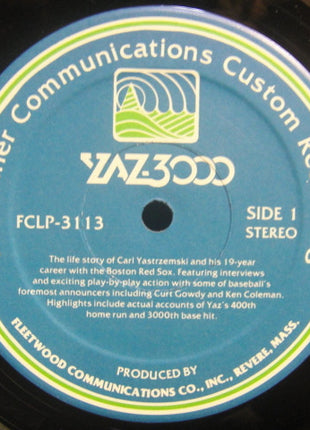 her Communications Custom Re
YAZ-3000
FCLP-3113
SIDE 1
STEREO
The life story of Carl Yastrzemski and his 19-year
career with the Boston Red Sox. Featuring interviews
and exciting play-by-play action with some of baseball's
foremost announcers including Curt Gowdy and Ken Coleman.
Highlights include actual accounts of Yaz's 400th
home run and 3000th base hit.
PRODUCED BY
FLEETWOOD COMMUNICATIONS CO., INC., REVERE, MASS.